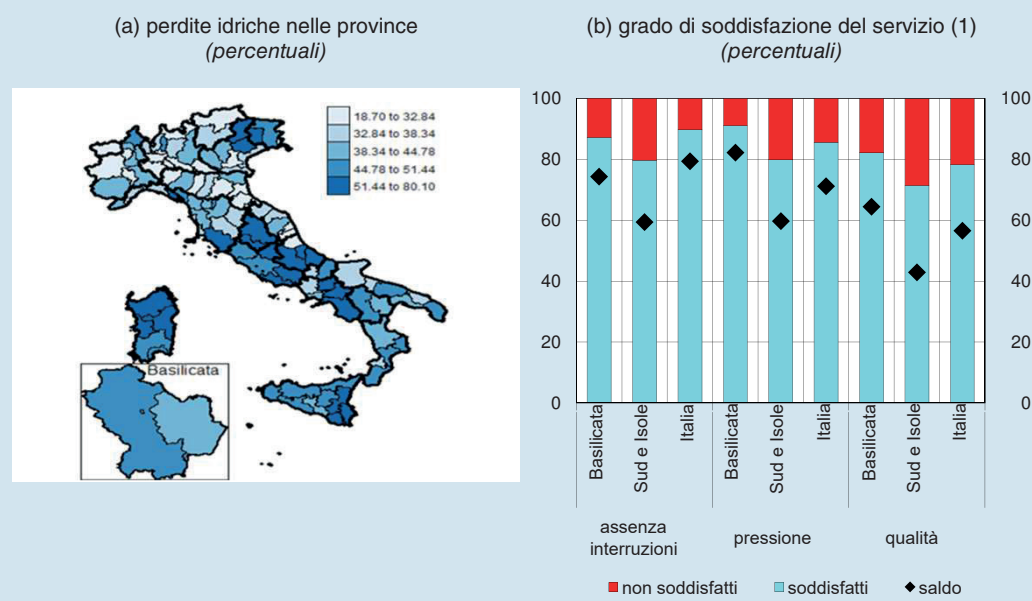 (a) perdite idriche nelle province
(percentuali)
18.70 to 32.84
32.84 to 38.34
38.34 to 44.78
44.78 to 51.44
51.44 to 80.10
Basilicata
(b) grado di soddisfazione del servizio (1)
(percentuali)
100
80
60
40
20
0
100
80
60
40
20
0
Basilicata
Sud e Isole
Italia
Basilicata
Sud e Isole
Italia
Basilicata
Sud e Isole
Italia
assenza
interruzioni
pressione
qualità
non soddisfatti
soddisfatti
saldo